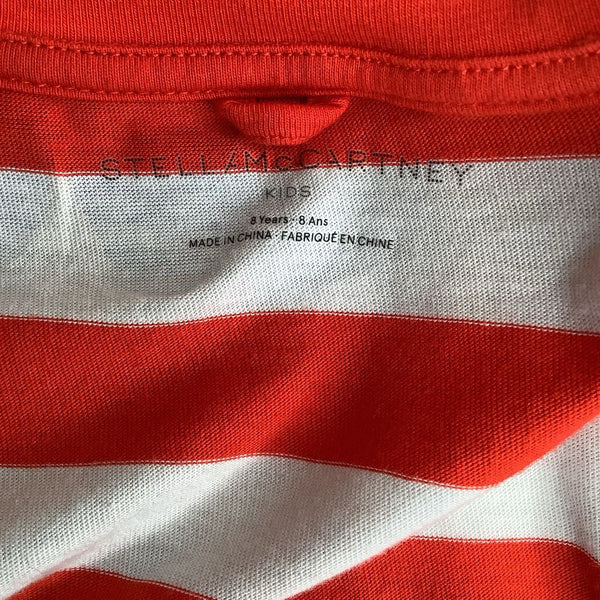 STELLA McCARTNEY
KIDS
8 Years · 8 Ans
MADE IN CHINA · FABRIQUÉ EN CHINE